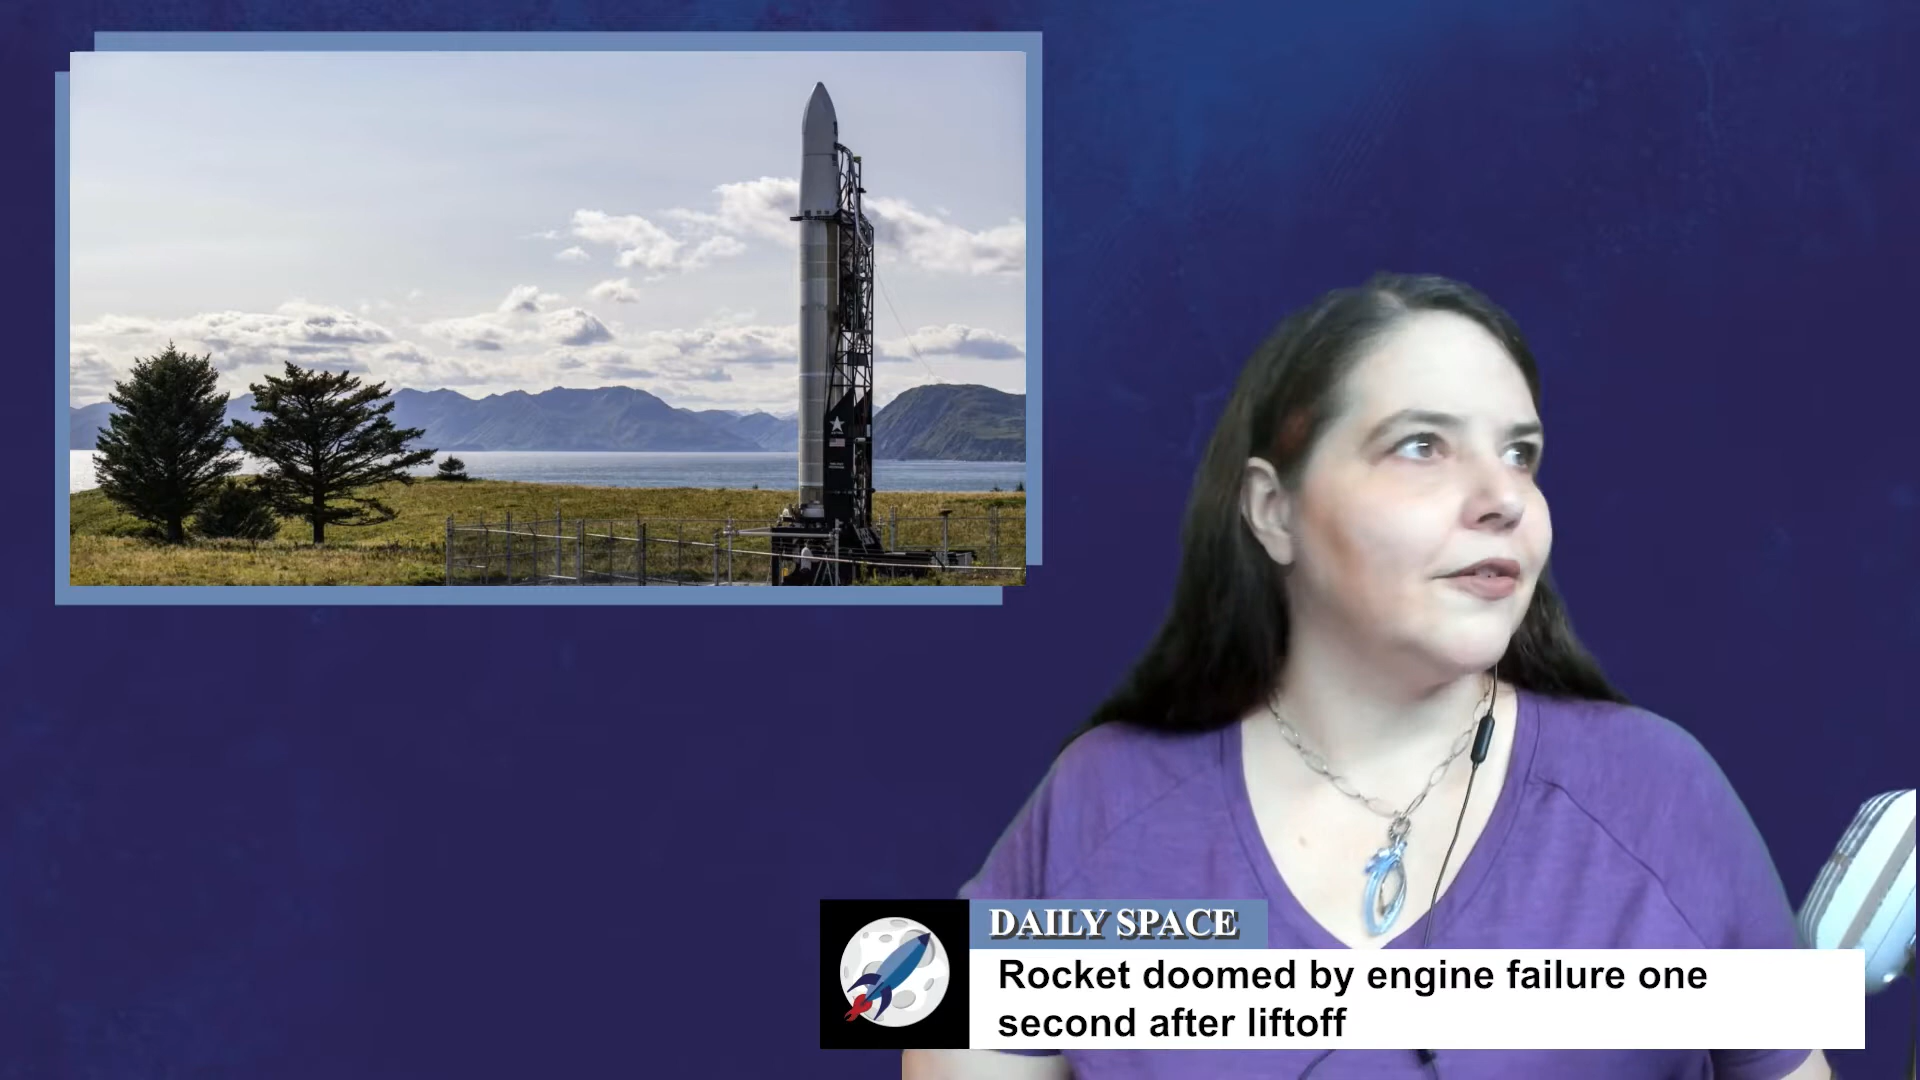 DAILY SPACE
Rocket doomed by engine failure one
second after liftoff